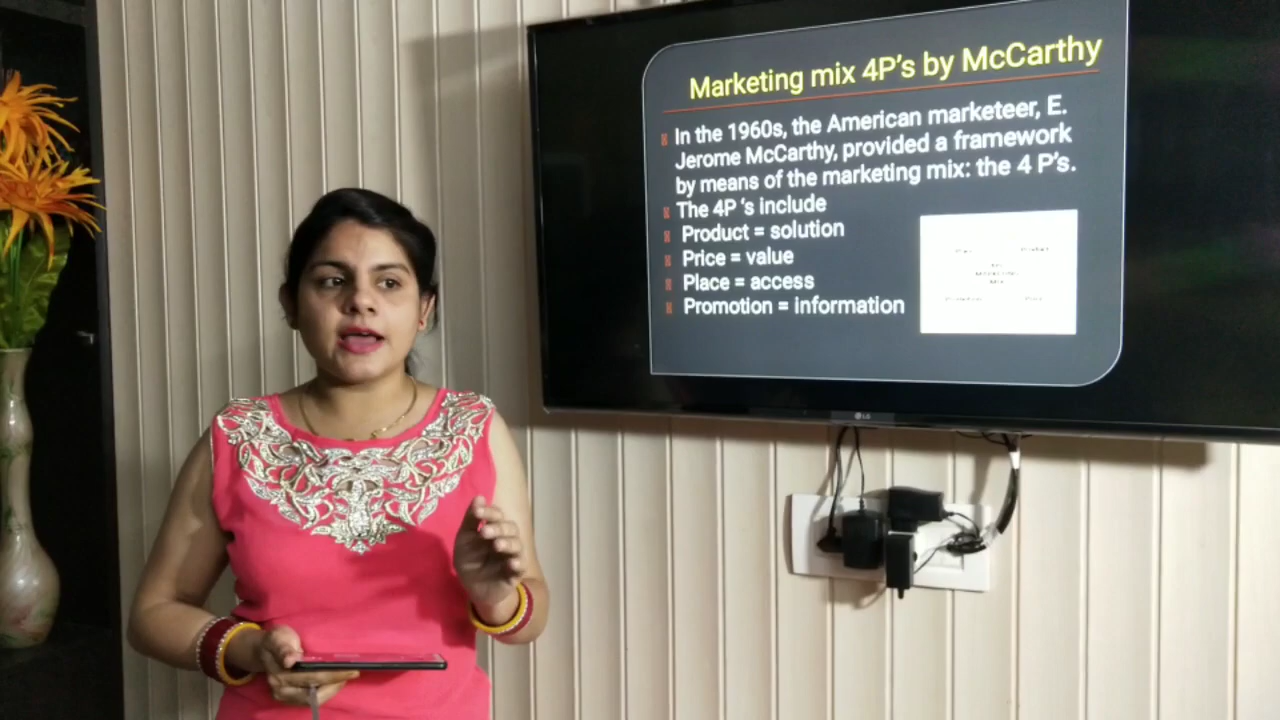 Marketing mix 4P's by McCarthy
In the 1960s, the American marketeer, E.
Jerome McCarthy, provided a framework
by means of the marketing mix: the 4 P's.
The 4P 's include
Product = solution
Price = value
Place = access
Promotion = information
LG